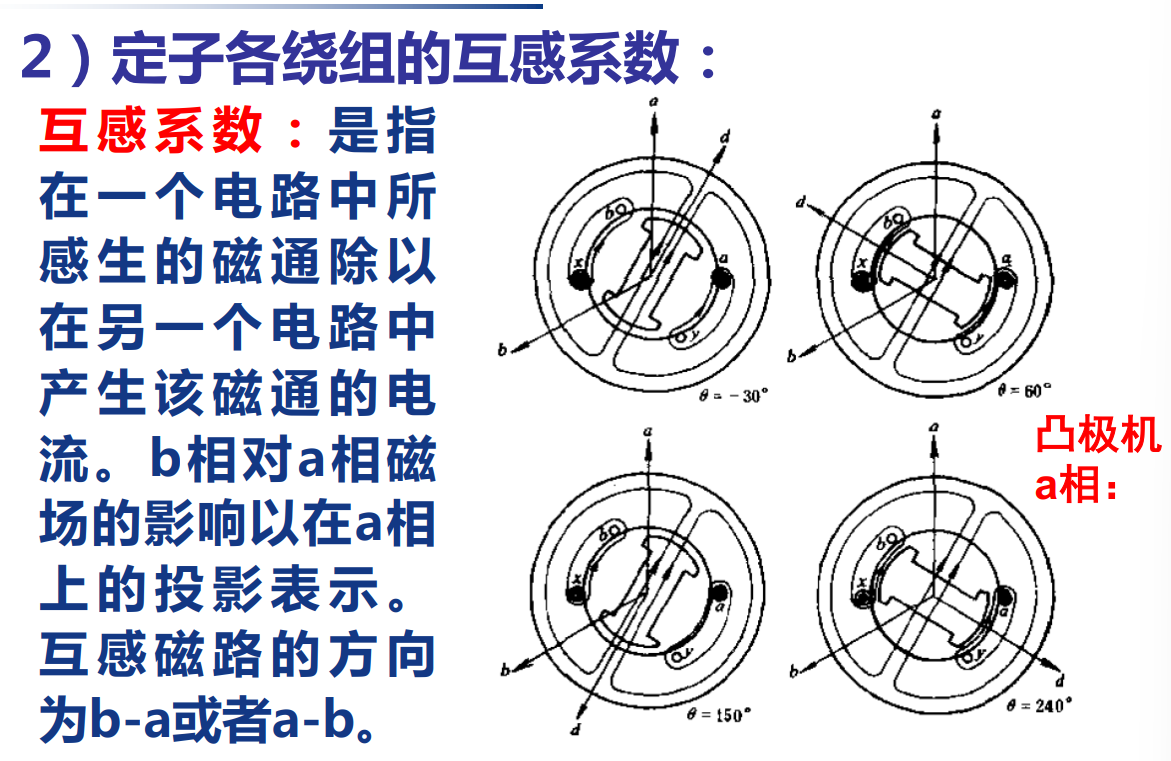 2）定子各绕组的互感系数：
互感系数：是指
在一个电路中所
感生的磁通除以
在另一个电路中
产生该磁通的电
流。b相对a相磁
场的影响以在a相
上的投影表示。
互感磁路的方向
为b-a或者a-b。
a
d
b
x
a
y
b
θ = -30°
a
d
b
x
a
y
b
θ = 60°
a
b
x
a
y
b
d
θ = 150°
a
b
x
a
y
b
d
θ = 240°
凸极机
a相：